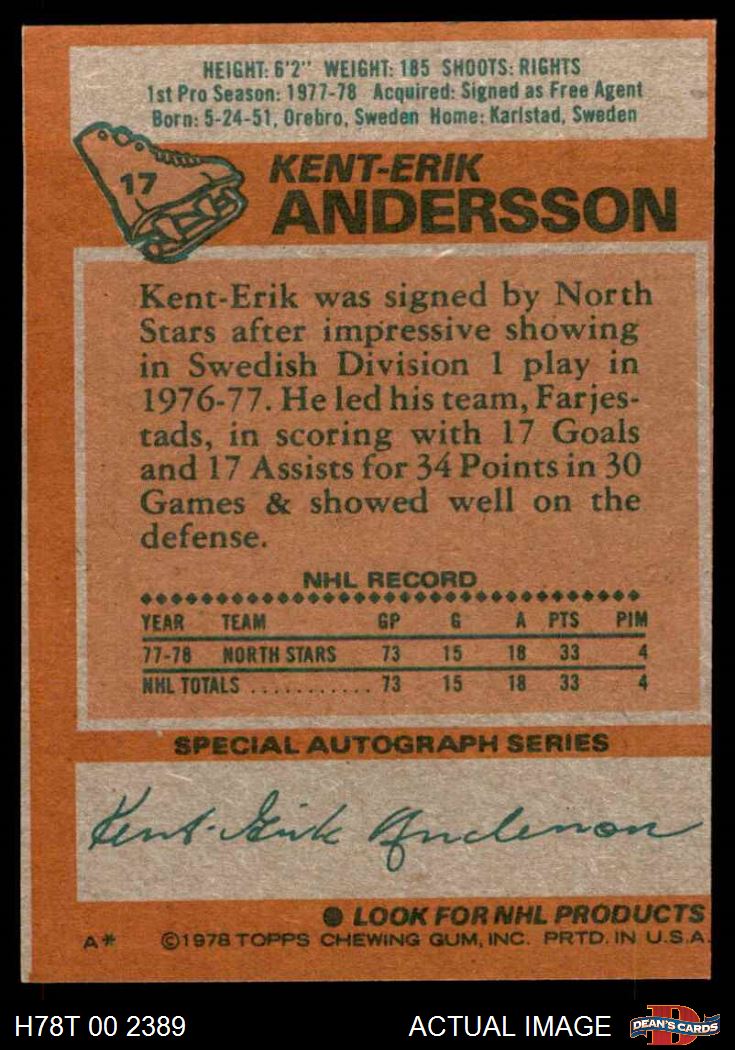 HEIGHT: 6'2" WEIGHT: 185 SHOOTS: RIGHTS
1st Pro Season: 1977-78 Acquired: Signed as Free Agent
Born: 5-24-51, Orebro, Sweden Home: Karlstad, Sweden
17
KENT-ERIK
ANDERSSON
Kent-Erik was signed by North
Stars after impressive showing
in Swedish Division 1 play in
1976-77. He led his team, Farjes-
tads, in scoring with 17 Goals
and 17 Assists for 34 Points in 30
Games & showed well on the
defense.
NHL RECORD
YEAR TEAM GP G A PTS PIM
77-78 NORTH STARS 73 15 18 33 4
NHL TOTALS ........... 73 15 18 33 4
SPECIAL AUTOGRAPH SERIES
Kent-Erik Andersson
LOOK FOR NHL PRODUCTS
A* ©1978 TOPPS CHEWING GUM, INC. PRTD. IN U.S.A.
H78T 00 2389 ACTUAL IMAGE DEAN'S CARDS